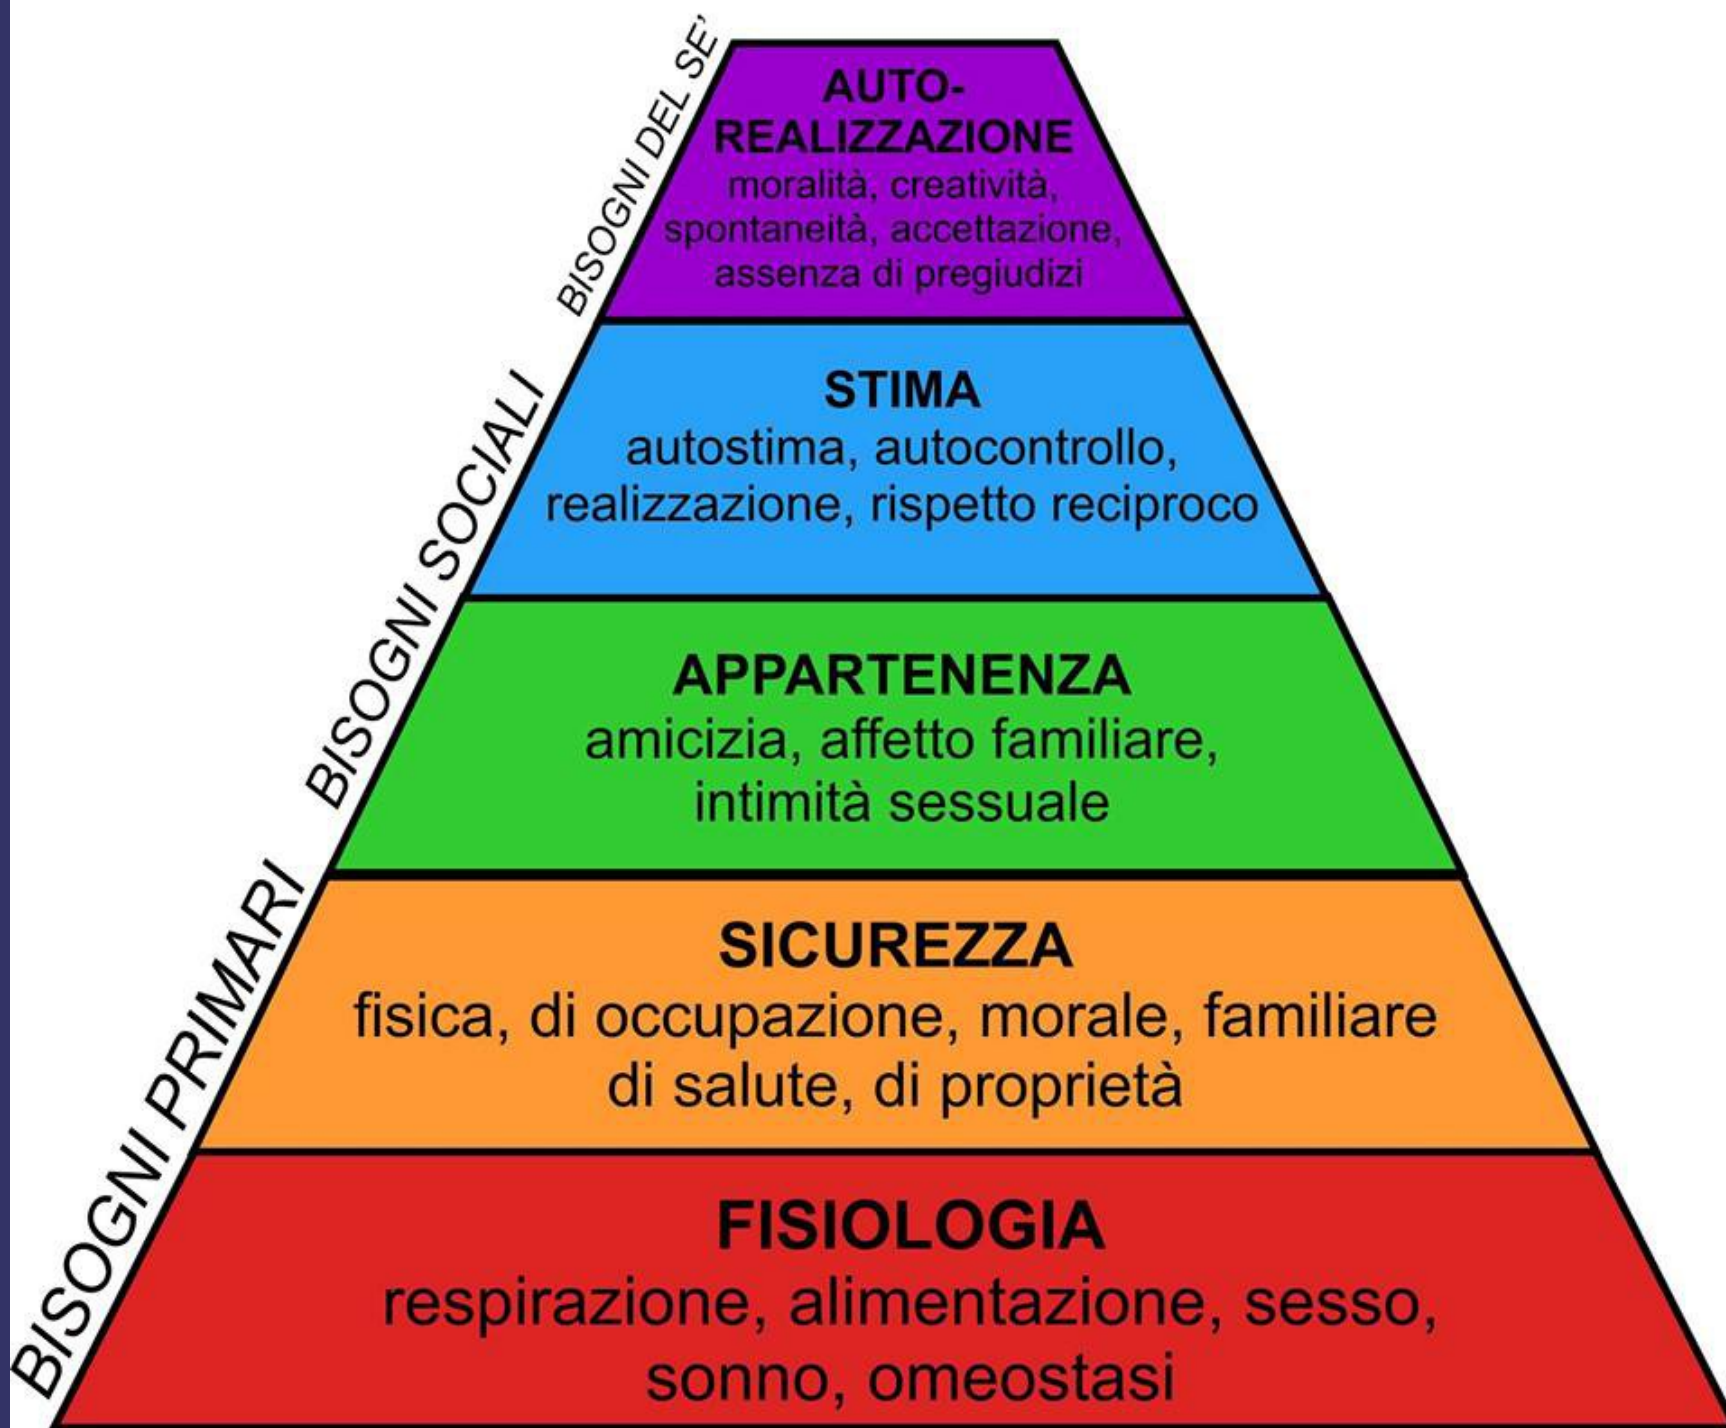 BISOGNI DEL SE'
AUTO-
REALIZZAZIONE
moralità, creatività,
spontaneità, accettazione,
assenza di pregiudizi
BISOGNI SOCIALI
STIMA
autostima, autocontrollo,
realizzazione, rispetto reciproco
APPARTENENZA
amicizia, affetto familiare,
intimità sessuale
BISOGNI PRIMARI
SICUREZZA
fisica, di occupazione, morale, familiare
di salute, di proprietà
FISIOLOGIA
respirazione, alimentazione, sesso,
sonno, omeostasi